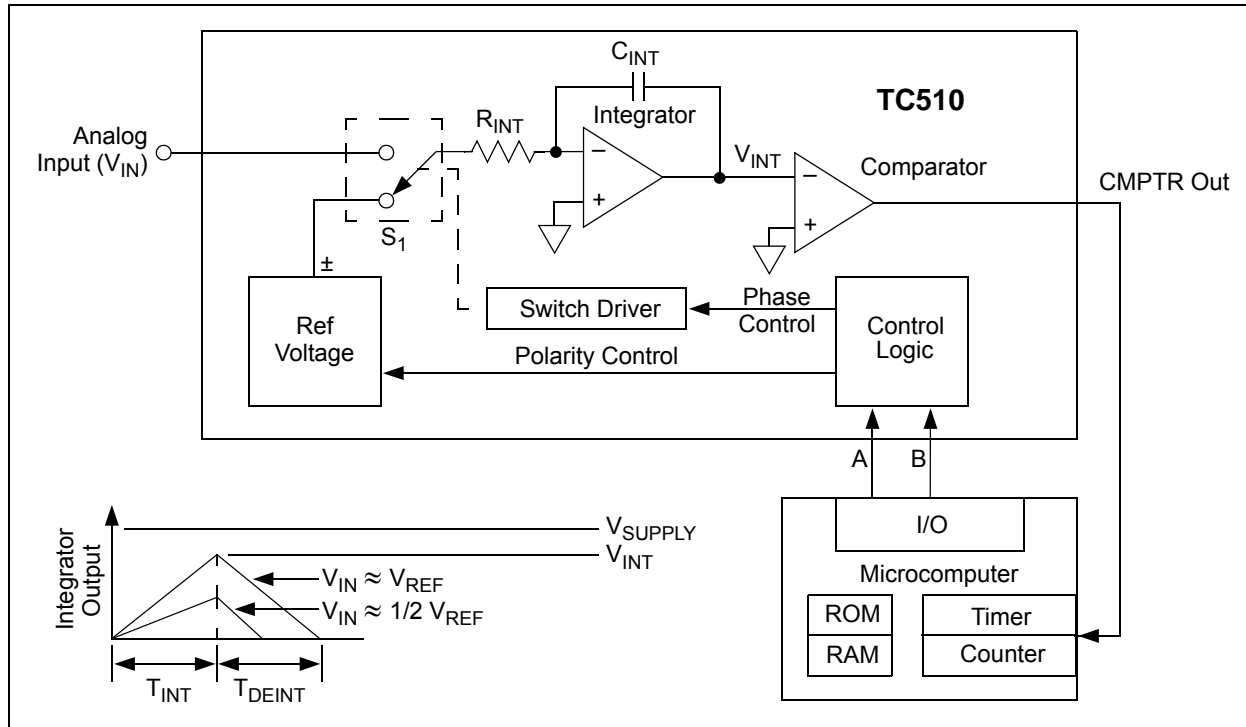 C_INT
TC510
Integrator
R_INT
Analog
Input (V_IN)
−
+
V_INT
−
+
Comparator
CMPTR Out
S_1
±
Ref
Voltage
Switch Driver
Phase
Control
Control
Logic
Polarity Control
A
B
I/O
Microcomputer
ROM
RAM
Timer
Counter
Integrator
Output
V_SUPPLY
V_INT
V_IN ≈ V_REF
V_IN ≈ 1/2 V_REF
T_INT
T_DEINT